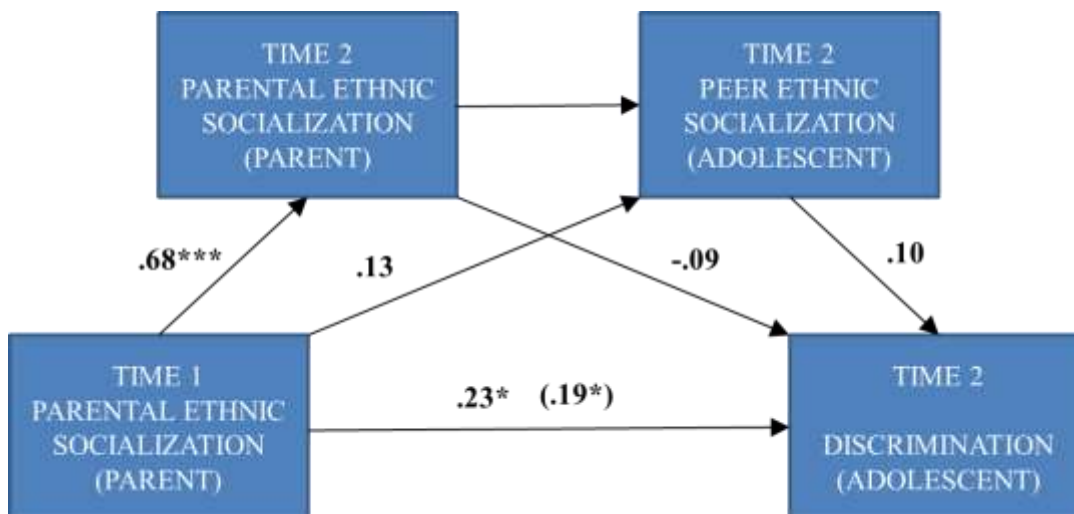 TIME 2
PARENTAL ETHNIC
SOCIALIZATION
(PARENT)
TIME 2
PEER ETHNIC
SOCIALIZATION
(ADOLESCENT)
.68***
.13
-.09
.10
TIME 1
PARENTAL ETHNIC
SOCIALIZATION
(PARENT)
.23* (.19*)
TIME 2
DISCRIMINATION
(ADOLESCENT)